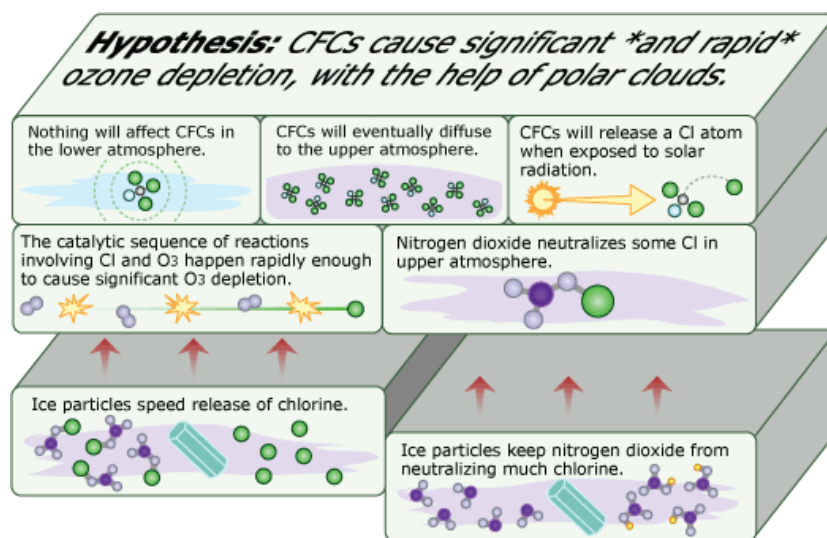 Hypothesis: CFCs cause significant *and rapid*
ozone depletion, with the help of polar clouds.
Nothing will affect CFCs in
the lower atmosphere.
CFCs will eventually diffuse
to the upper atmosphere.
CFCs will release a Cl atom
when exposed to solar
radiation.
The catalytic sequence of reactions
involving Cl and O3 happen rapidly enough
to cause significant O3 depletion.
Nitrogen dioxide neutralizes some Cl in
upper atmosphere.
Ice particles speed release of chlorine.
Ice particles keep nitrogen dioxide from
neutralizing much chlorine.